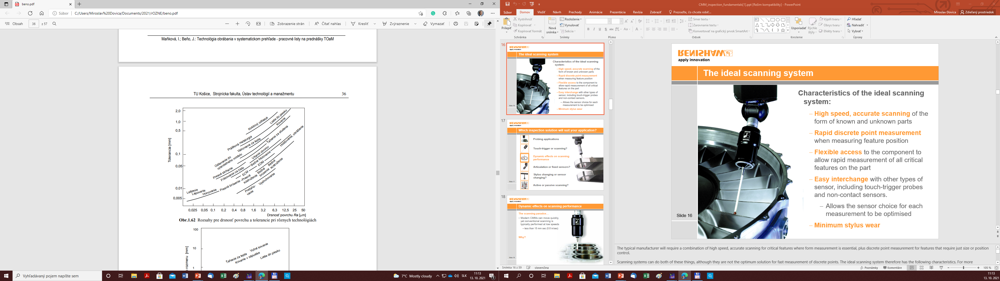 beno.pdf
Súbor
C:/Users/Miroslav%20Dovica/Documents/2021/rOZNE/beno.pdf
Obsah
36
z 57
Zobrazenie strán
Čítať nahlas
Kresliť
Zvýraznenie
Vymazať
Maňková, I.; Beňo, J.: Technológia obrábania v systematickom prehľade - pracovné listy na prednášky TOaM
TU Košice, Strojnícka fakulta, Ústav technológií a manažmentu
36
Tolerancia [mm]
2,0
1,0
0,5
0,1
0,05
0,01
0,005
Kokilový odliatok
Liatie do piesku
Kovanie
Prášková metalurgia
Valcovanie za tepla
Ťahanie za studena
Hobľovanie, obrážanie
Odlievanie do
vytaviteľného modelu
Vŕtanie otvorov
Bežné frézovanie
Presné strihanie
Frézovanie na čisto
EDM
ECM
Bežné
sústruženie
Bežné
brúsenie
Presné brúsenie - Presné
sústruženie
Vystruhovanie
Preťaho-
vanie
Leštenie
Lapovanie
Honovanie
0,025 0,05 0,1 0,2 0,4 0,8 1,6 3,2 6,3 12,5 25 50
Drsnosť povrchu Ra [μm]
Obr.1.62 Rozsahy pre drsnosť povrchu a tolerancie pri rôznych technológiách
100
10
1
o rozmeru [mm]
Voľné kovanie
Ťahanie za tepla
Kovanie v zápustke
Liatie do piesku
Vyhľadávaný pojem napíšte sem
7°C Mostly cloudy
SLK
11:13
13. 10. 2021
CMM_inspection_fundamentals[1].ppt [Režim kompatibility] - PowerPoint
Súbor
Domov
Vložiť
Návrh
Prechody
Animácie
Prezentácia
Revízia
Zobraziť
Prezraďte, čo chcete robiť...
Miroslav Dovica
Zdieľaný prostriedok
Prilepiť
Vystrihnúť
Kopírovať
Kopírovať formát
Schránka
Nová
snímka
Rozloženie
Vynulovať
Sekcia
Snímky
Písmo
Smer textu
Zarovnanie textu
Konvertovať na grafický prvok SmartArt
Odsek
Usporiadať
Rýchle
štýly
Výplň tvaru
Obrys tvaru
Efekty tvaru
Kreslenie
Hľadať
Nahradiť
Vybrať
Úpravy
16
RENISHAW
apply innovation
The ideal scanning system
Characteristics of the ideal scanning
system:
– High speed, accurate scanning of the
form of known and unknown parts
– Rapid discrete point measurement
when measuring feature position
– Flexible access to the component to
allow rapid measurement of all critical
features on the part
– Easy interchange with other types of
sensor, including touch-trigger probes
and non-contact sensors.
– Allows the sensor choice for each
measurement to be optimised
– Minimum stylus wear
Slide 16
17
RENISHAW
apply innovation
Which inspection solution will suit your application?
Probing applications
Touch-trigger or scanning?
Dynamic effects on scanning
performance
Articulation or fixed sensors?
Stylus changing or sensor
changing?
Active or passive scanning?
Slide 17
18
RENISHAW
apply innovation
Dynamic effects on scanning performance
The scanning paradox…
• Modern CMMs can move quickly,
yet conventional scanning is
typically performed at low speeds
– less than 15 mm sec (0.6 in/sec)
Why?
Slide 18
RENISHAW
apply innovation
The ideal scanning system
Characteristics of the ideal scanning
system:
– High speed, accurate scanning of the
form of known and unknown parts
– Rapid discrete point measurement
when measuring feature position
– Flexible access to the component to
allow rapid measurement of all critical
features on the part
– Easy interchange with other types of
sensor, including touch-trigger probes
and non-contact sensors.
– Allows the sensor choice for each
measurement to be optimised
– Minimum stylus wear
Slide 16
The typical manufacturer will require a combination of high speed, accurate scanning for critical features where form measurement is essential, plus discrete point measurement for features that require just size or position
control.
Scanning systems can do both of these things, although they are not the optimum solution for fast measurement of discrete points. The ideal scanning system therefore has the following characteristics. For more
Snímka 16 z 59
slovenčina
Poznámky
Komentáre
105 %
11:13
13. 10. 2021